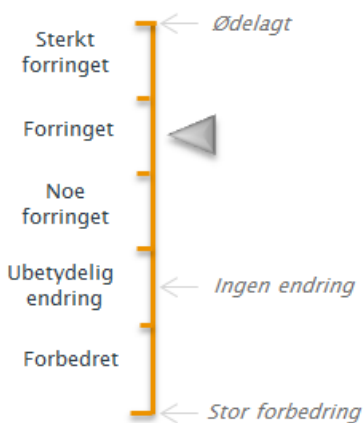 Ødelagt
Sterkt
forringet
Forringet
Noe
forringet
Ubetydelig
endring
Ingen endring
Forbedret
Stor forbedring